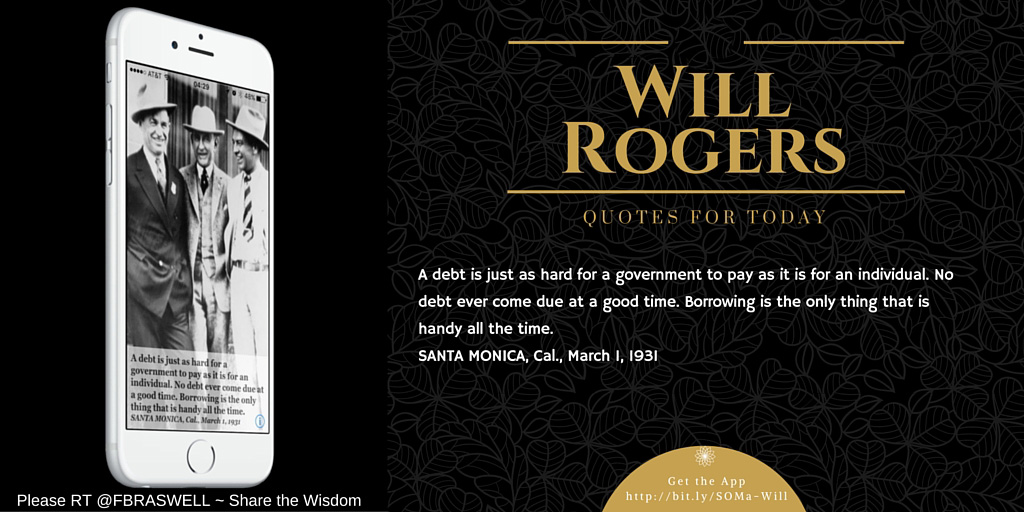 AT&T
04:29
48%
A debt is just as hard for a
government to pay as it is for an
individual. No debt ever come due at
a good time. Borrowing is the only
thing that is handy all the time.
SANTA MONICA, Cal., March 1, 1931
Please RT @FBRASWELL ~ Share the Wisdom
WILL
ROGERS
QUOTES FOR TODAY
A debt is just as hard for a government to pay as it is for an individual. No
debt ever come due at a good time. Borrowing is the only thing that is
handy all the time.
SANTA MONICA, Cal., March 1, 1931
Get the App
http://bit.ly/SOMa-Will